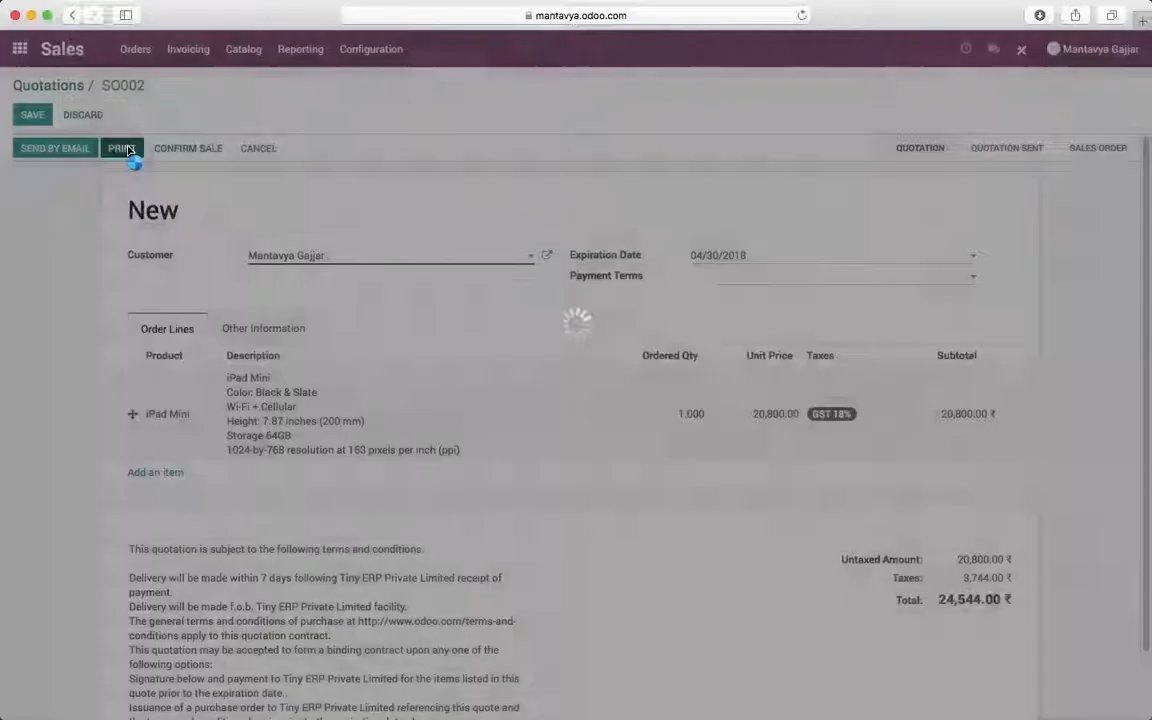 mantavya.odoo.com
Sales Orders Invoicing Catalog Reporting Configuration Mantavya Gajjar
Quotations / SO002
SAVE DISCARD
SEND BY EMAIL PRINT CONFIRM SALE CANCEL QUOTATION QUOTATION SENT SALES ORDER
New
Customer Mantavya Gajjar Expiration Date 04/30/2018
Payment Terms
Order Lines Other Information
Product Description Ordered Qty Unit Price Taxes Subtotal
iPad Mini
Color: Black & Slate
Wi-Fi + Cellular
iPad Mini 1.000 20,800.00 GST 18% 20,800.00 ₹
Height: 7.87 inches (200 mm)
Storage 64GB
1024-by-768 resolution at 163 pixels per inch (ppi)
Add an item
This quotation is subject to the following terms and conditions.
Untaxed Amount: 20,800.00 ₹
Delivery will be made within 7 days following Tiny ERP Private Limited receipt of
payment.
Taxes: 3,744.00 ₹
Total: 24,544.00 ₹
Delivery will be made f.o.b. Tiny ERP Private Limited facility.
The general terms and conditions of purchase at http://www.odoo.com/terms-and-
conditions apply to this quotation contract.
This quotation may be accepted to form a binding contract upon any one of the
following options:
Signature below and payment to Tiny ERP Private Limited for the items listed in this
quote prior to the expiration date..
Issuance of a purchase order to Tiny ERP Private Limited referencing this quote and